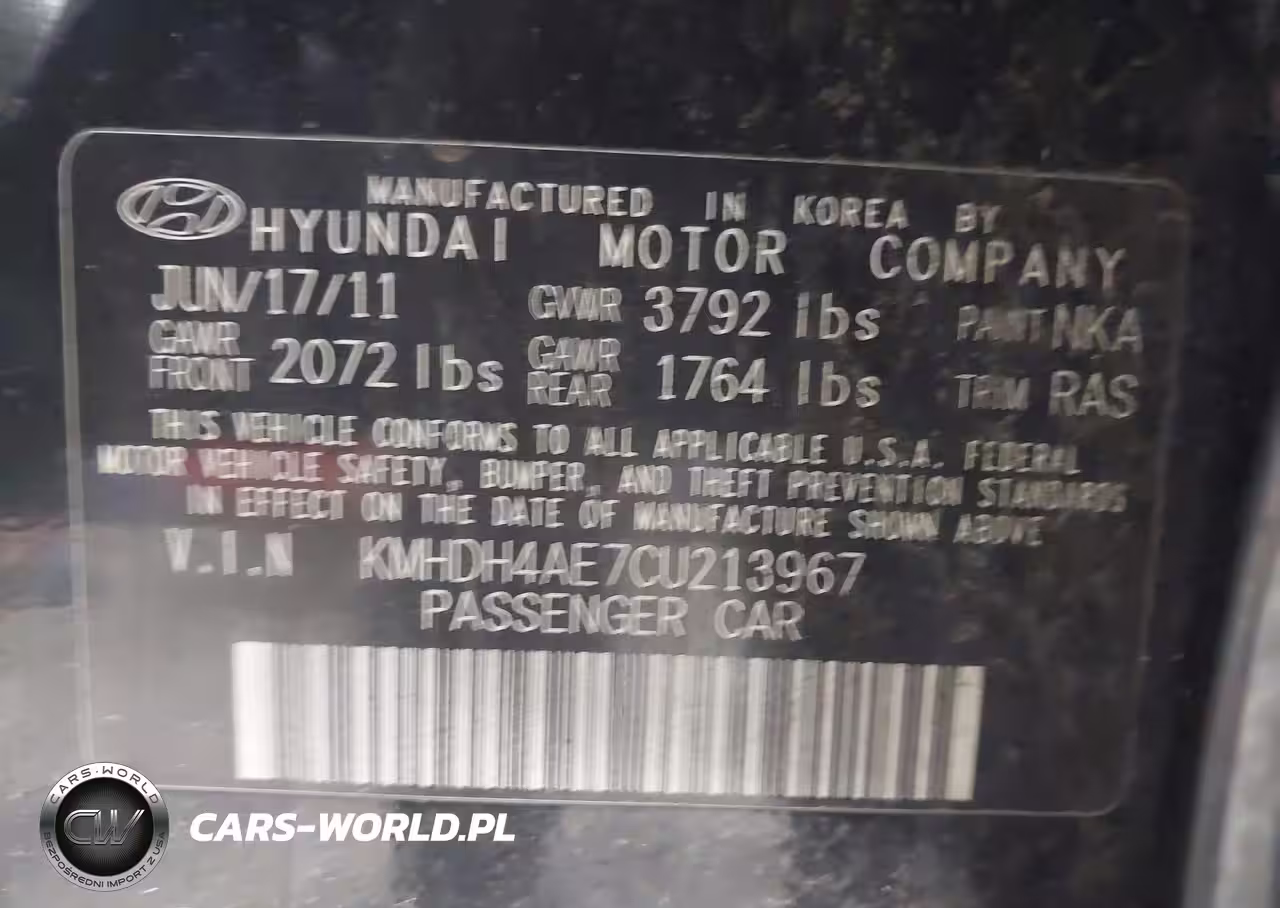 MANUFACTURED IN KOREA BY
HYUNDAI MOTOR COMPANY
JUN/17/11 GVWR 3792 lbs PAINT NKA
GAWR FRONT 2072 lbs GAWR REAR 1764 lbs TRIM RAS
THIS VEHICLE CONFORMS TO ALL APPLICABLE U.S.A. FEDERAL
MOTOR VEHICLE SAFETY, BUMPER, AND THEFT PREVENTION STANDARDS
IN EFFECT ON THE DATE OF MANUFACTURE SHOWN ABOVE
V.I.N KMHDH4AE7CU213967
PASSENGER CAR
CARS-WORLD
CW
BEZPOŚREDNI IMPORT Z USA
CARS-WORLD.PL